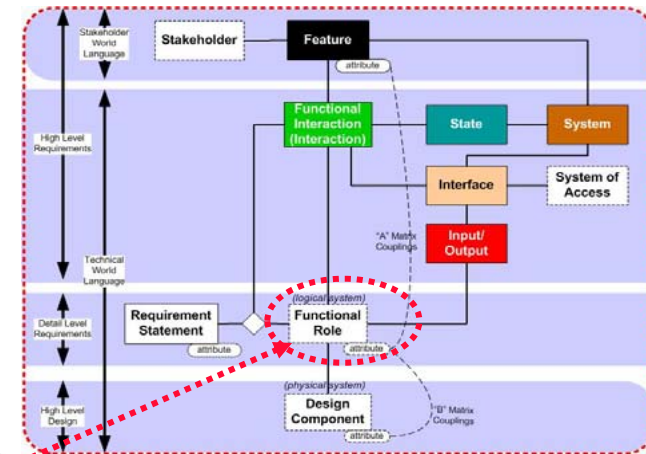 Stakeholder
World
Language
Stakeholder
Feature
attribute
High Level
Requirements
Functional
Interaction
(Interaction)
State
System
Interface
System of
Access
"A" Matrix
Couplings
Input/
Output
Technical
World
Language
(logical system)
Detail Level
Requirements
Requirement
Statement
attribute
Functional
Role
attribute
(physical system)
High Level
Design
Design
Component
attribute
"B" Matrix
Couplings